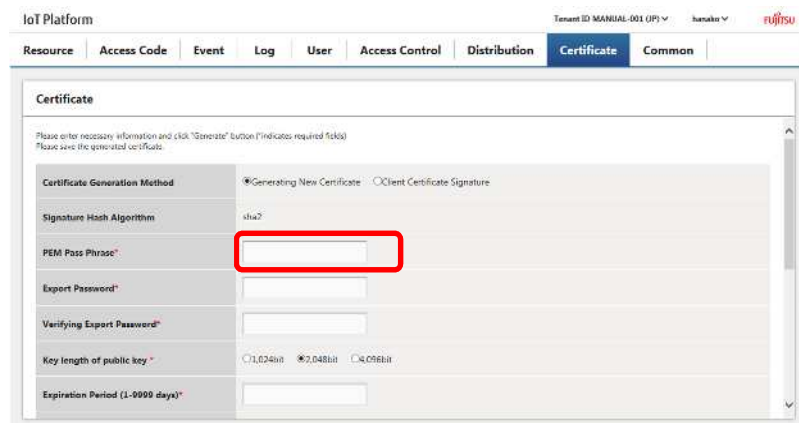 IoT Platform
Tenant ID MANUAL-001 (JP) hanako FUJITSU
Resource Access Code Event Log User Access Control Distribution Certificate Common
Certificate
Please enter necessary information and click "Generate" button (*indicates required fields)
Please save the generated certificate.
Certificate Generation Method Generating New Certificate Client Certificate Signature
Signature Hash Algorithm sha2
PEM Pass Phrase*
Export Password*
Verifying Export Password*
Key length of public key * 1,024bit 2,048bit 4,096bit
Expiration Period (1-9999 days)*